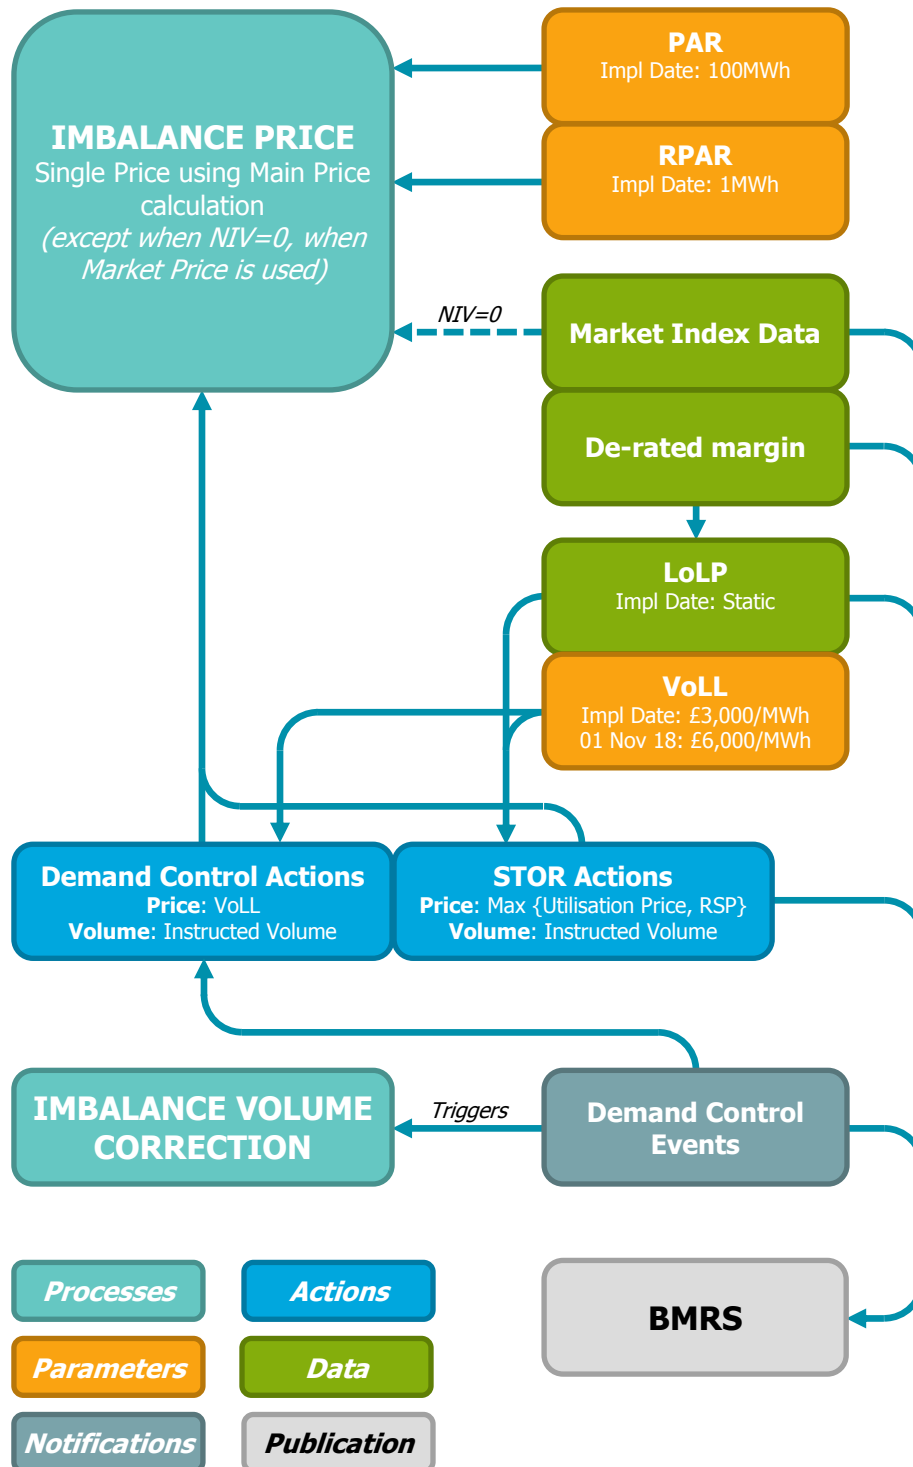 PAR
Impl Date: 100MWh
IMBALANCE PRICE
Single Price using Main Price
calculation
(except when NIV=0, when
Market Price is used)
RPAR
Impl Date: 1MWh
NIV=0
Market Index Data
De-rated margin
LoLP
Impl Date: Static
VoLL
Impl Date: £3,000/MWh
01 Nov 18: £6,000/MWh
Demand Control Actions
Price: VoLL
Volume: Instructed Volume
STOR Actions
Price: Max {Utilisation Price, RSP}
Volume: Instructed Volume
IMBALANCE VOLUME
CORRECTION
Triggers
Demand Control
Events
Processes
Actions
Parameters
Data
Notifications
Publication
BMRS